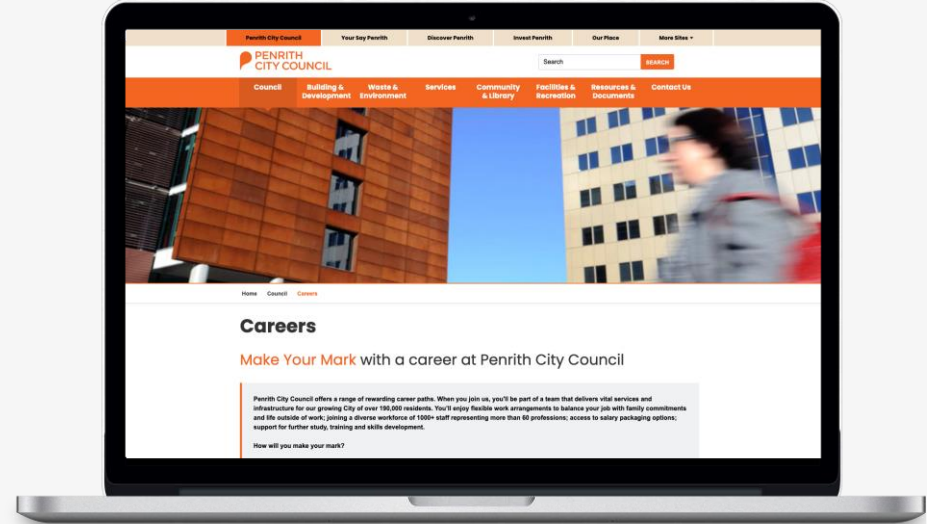 Penrith City Council Your Say Penrith Discover Penrith Invest Penrith Our Place More Sites
PENRITH
CITY COUNCIL
Search SEARCH
Council Building & Development Waste & Environment Services Community & Library Facilities & Recreation Resources & Documents Contact Us
Home Council Careers
Careers
Make Your Mark with a career at Penrith City Council
Penrith City Council offers a range of rewarding career paths. When you join us, you'll be part of a team that delivers vital services and
infrastructure for our growing City of over 190,000 residents. You'll enjoy flexible work arrangements to balance your job with family commitments
and life outside of work; joining a diverse workforce of 1000+ staff representing more than 60 professions; access to salary packaging options;
support for further study, training and skills development.
How will you make your mark?